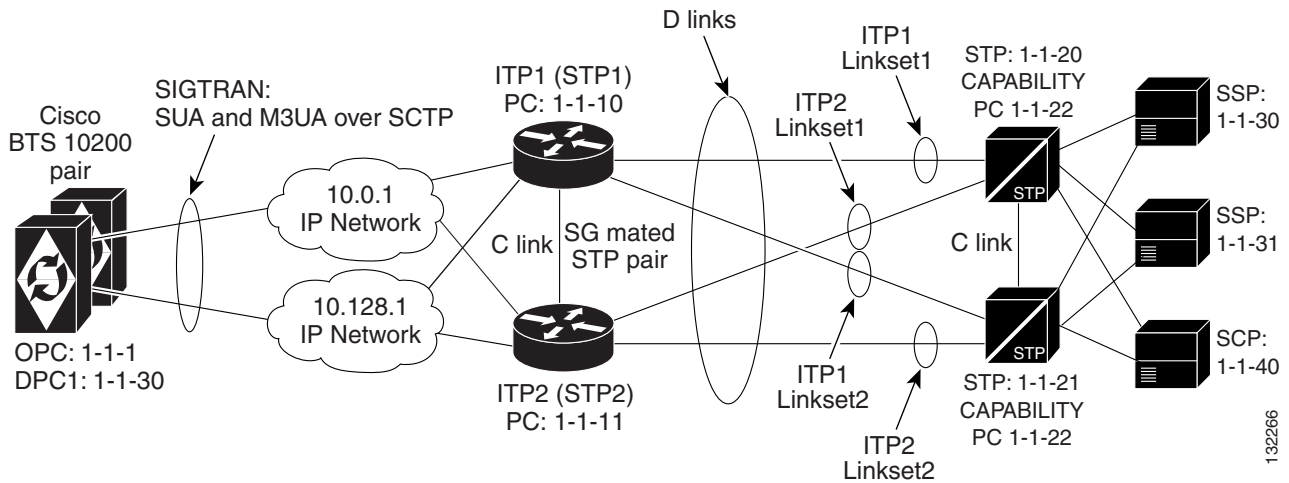 D links
ITP1
Linkset1
ITP2
Linkset1
STP: 1-1-20
CAPABILITY
PC 1-1-22
ITP1 (STP1)
PC: 1-1-10
SIGTRAN:
SUA and M3UA over SCTP
Cisco
BTS 10200
pair
SSP:
1-1-30
STP
10.0.1
IP Network
C link
SG mated
STP pair
C link
SSP:
1-1-31
10.128.1
IP Network
OPC: 1-1-1
DPC1: 1-1-30
STP
SCP:
1-1-40
ITP2 (STP2)
PC: 1-1-11
ITP1
Linkset2
STP: 1-1-21
CAPABILITY
PC 1-1-22
ITP2
Linkset2
132266